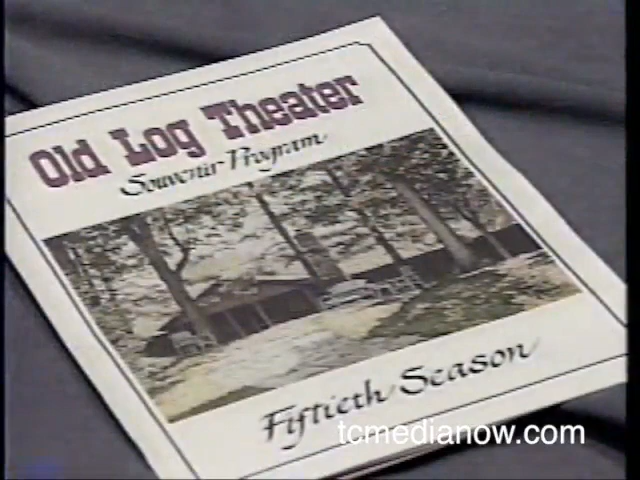 Old Log Theater
Souvenir Program
Fiftieth Season
tcmedianow.com